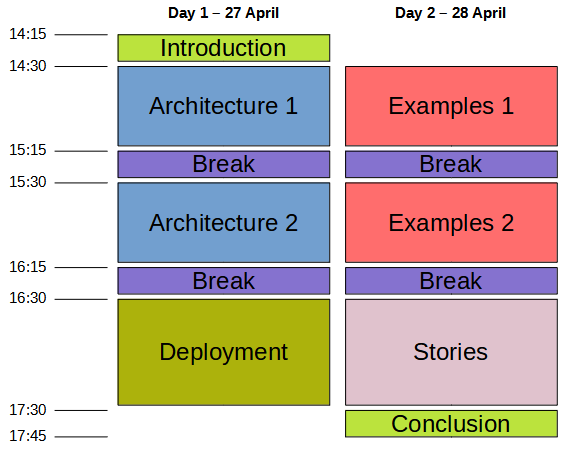 Day 1 – 27 April Day 2 – 28 April
14:15
Introduction
14:30
Architecture 1 Examples 1
15:15
Break Break
15:30
Architecture 2 Examples 2
16:15
Break Break
16:30
Deployment Stories
17:30
Conclusion
17:45